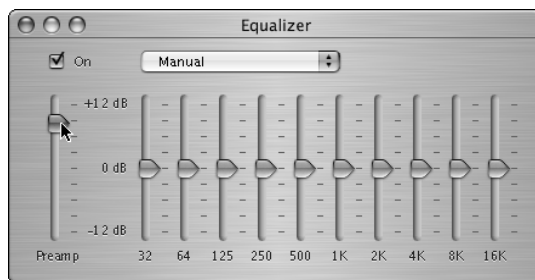 Equalizer
On
Manual
+12 dB
0 dB
-12 dB
Preamp 32 64 125 250 500 1K 2K 4K 8K 16K